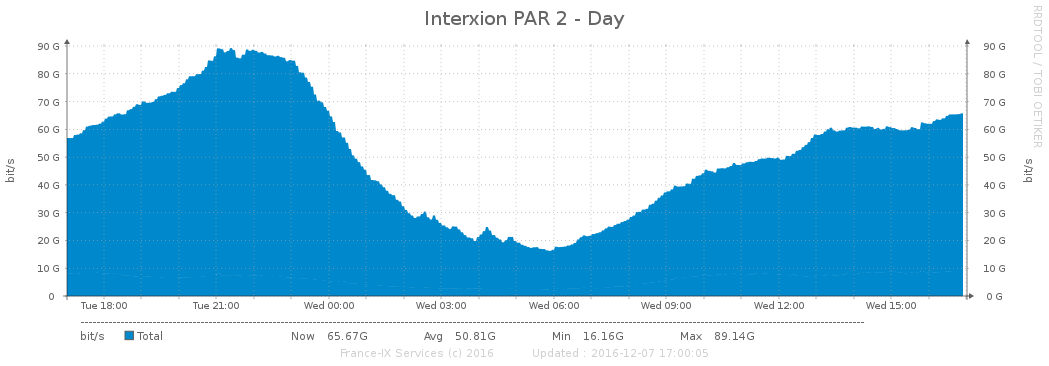 Interxion PAR 2 - Day
RRDTOOL / TOBI OETIKER
bit/s
90 G
80 G
70 G
60 G
50 G
40 G
30 G
20 G
10 G
0
90 G
80 G
70 G
60 G
50 G
40 G
30 G
20 G
10 G
0 G
bit/s
Tue 18:00 Tue 21:00 Wed 00:00 Wed 03:00 Wed 06:00 Wed 09:00 Wed 12:00 Wed 15:00
bit/s Total Now 65.67G Avg 50.81G Min 16.16G Max 89.14G
France-IX Services (c) 2016 Updated : 2016-12-07 17:00:05